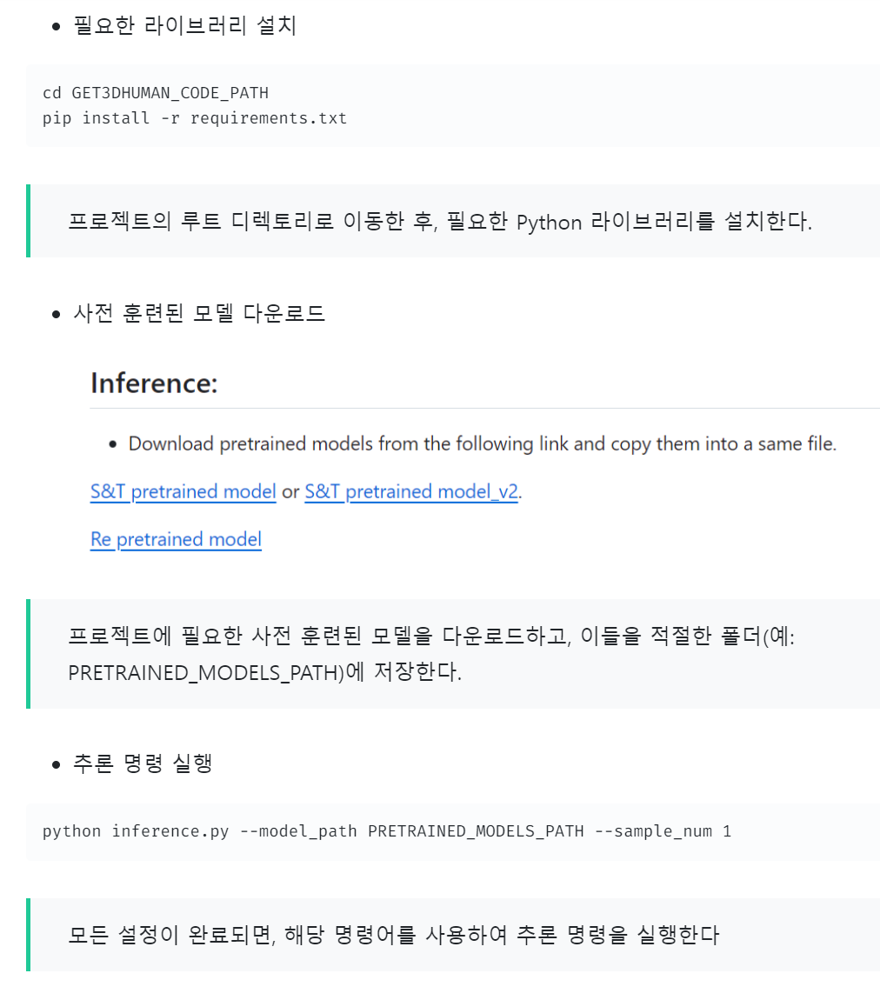 필요한 라이브러리 설치
cd GET3DHUMAN_CODE_PATH
pip install -r requirements.txt
프로젝트의 루트 디렉토리로 이동한 후, 필요한 Python 라이브러리를 설치한다.
사전 훈련된 모델 다운로드
Inference:
Download pretrained models from the following link and copy them into a same file.
S&T pretrained model or S&T pretrained model_v2.
Re pretrained model
프로젝트에 필요한 사전 훈련된 모델을 다운로드하고, 이들을 적절한 폴더(예:
PRETRAINED_MODELS_PATH)에 저장한다.
추론 명령 실행
python inference.py --model_path PRETRAINED_MODELS_PATH --sample_num 1
모든 설정이 완료되면, 해당 명령어를 사용하여 추론 명령을 실행한다